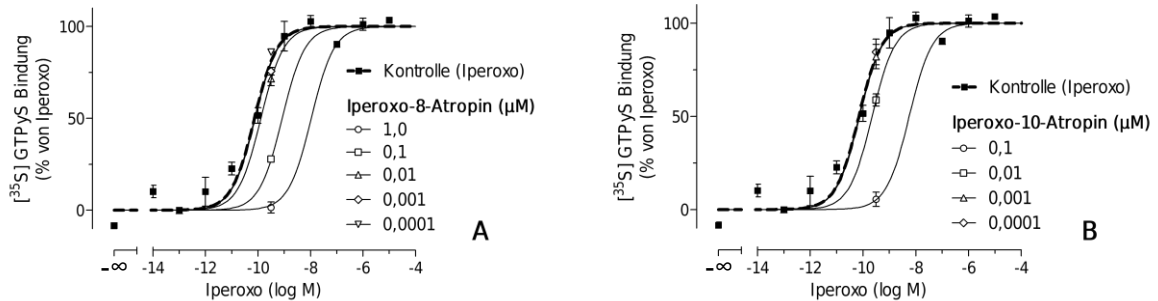 A
[³⁵S] GTPγS Bindung
(% von Iperoxo)
100
50
0
Kontrolle (Iperoxo)
Iperoxo-8-Atropin (µM)
1,0
0,1
0,01
0,001
0,0001
A
-∞ -14 -12 -10 -8 -6 -4
Iperoxo (log M)
B
[³⁵S] GTPγS Bindung
(% von Iperoxo)
100
50
0
Kontrolle (Iperoxo)
Iperoxo-10-Atropin (µM)
0,1
0,01
0,001
0,0001
B
-∞ -14 -12 -10 -8 -6 -4
Iperoxo (log M)